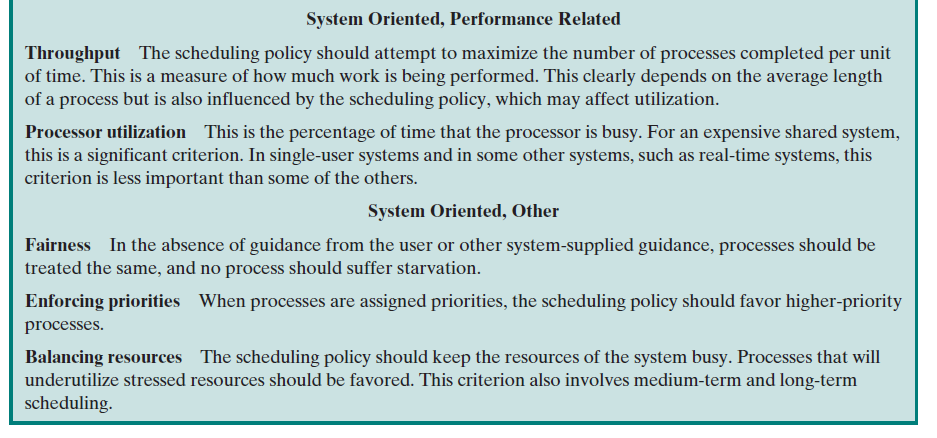 System Oriented, Performance Related
Throughput The scheduling policy should attempt to maximize the number of processes completed per unit
of time. This is a measure of how much work is being performed. This clearly depends on the average length
of a process but is also influenced by the scheduling policy, which may affect utilization.
Processor utilization This is the percentage of time that the processor is busy. For an expensive shared system,
this is a significant criterion. In single-user systems and in some other systems, such as real-time systems, this
criterion is less important than some of the others.
System Oriented, Other
Fairness In the absence of guidance from the user or other system-supplied guidance, processes should be
treated the same, and no process should suffer starvation.
Enforcing priorities When processes are assigned priorities, the scheduling policy should favor higher-priority
processes.
Balancing resources The scheduling policy should keep the resources of the system busy. Processes that will
underutilize stressed resources should be favored. This criterion also involves medium-term and long-term
scheduling.